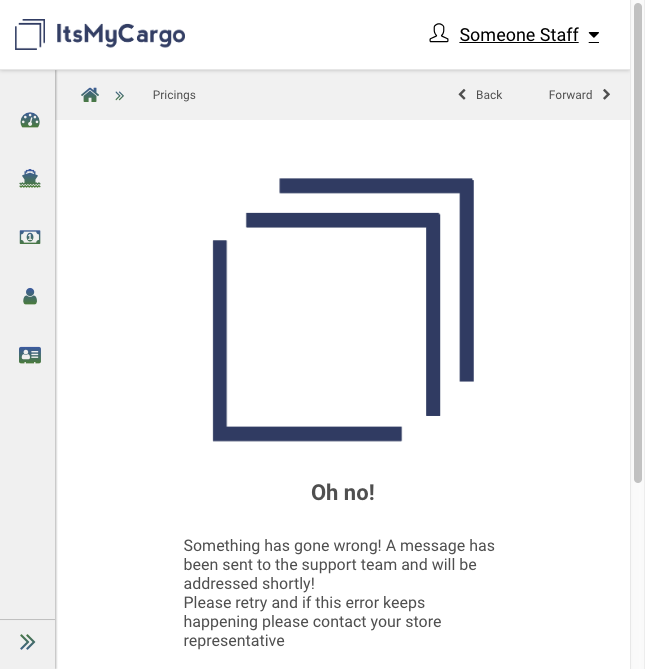 ItsMyCargo
Someone Staff
Pricings
Back
Forward
Oh no!
Something has gone wrong! A message has
been sent to the support team and will be
addressed shortly!
Please retry and if this error keeps
happening please contact your store
representative